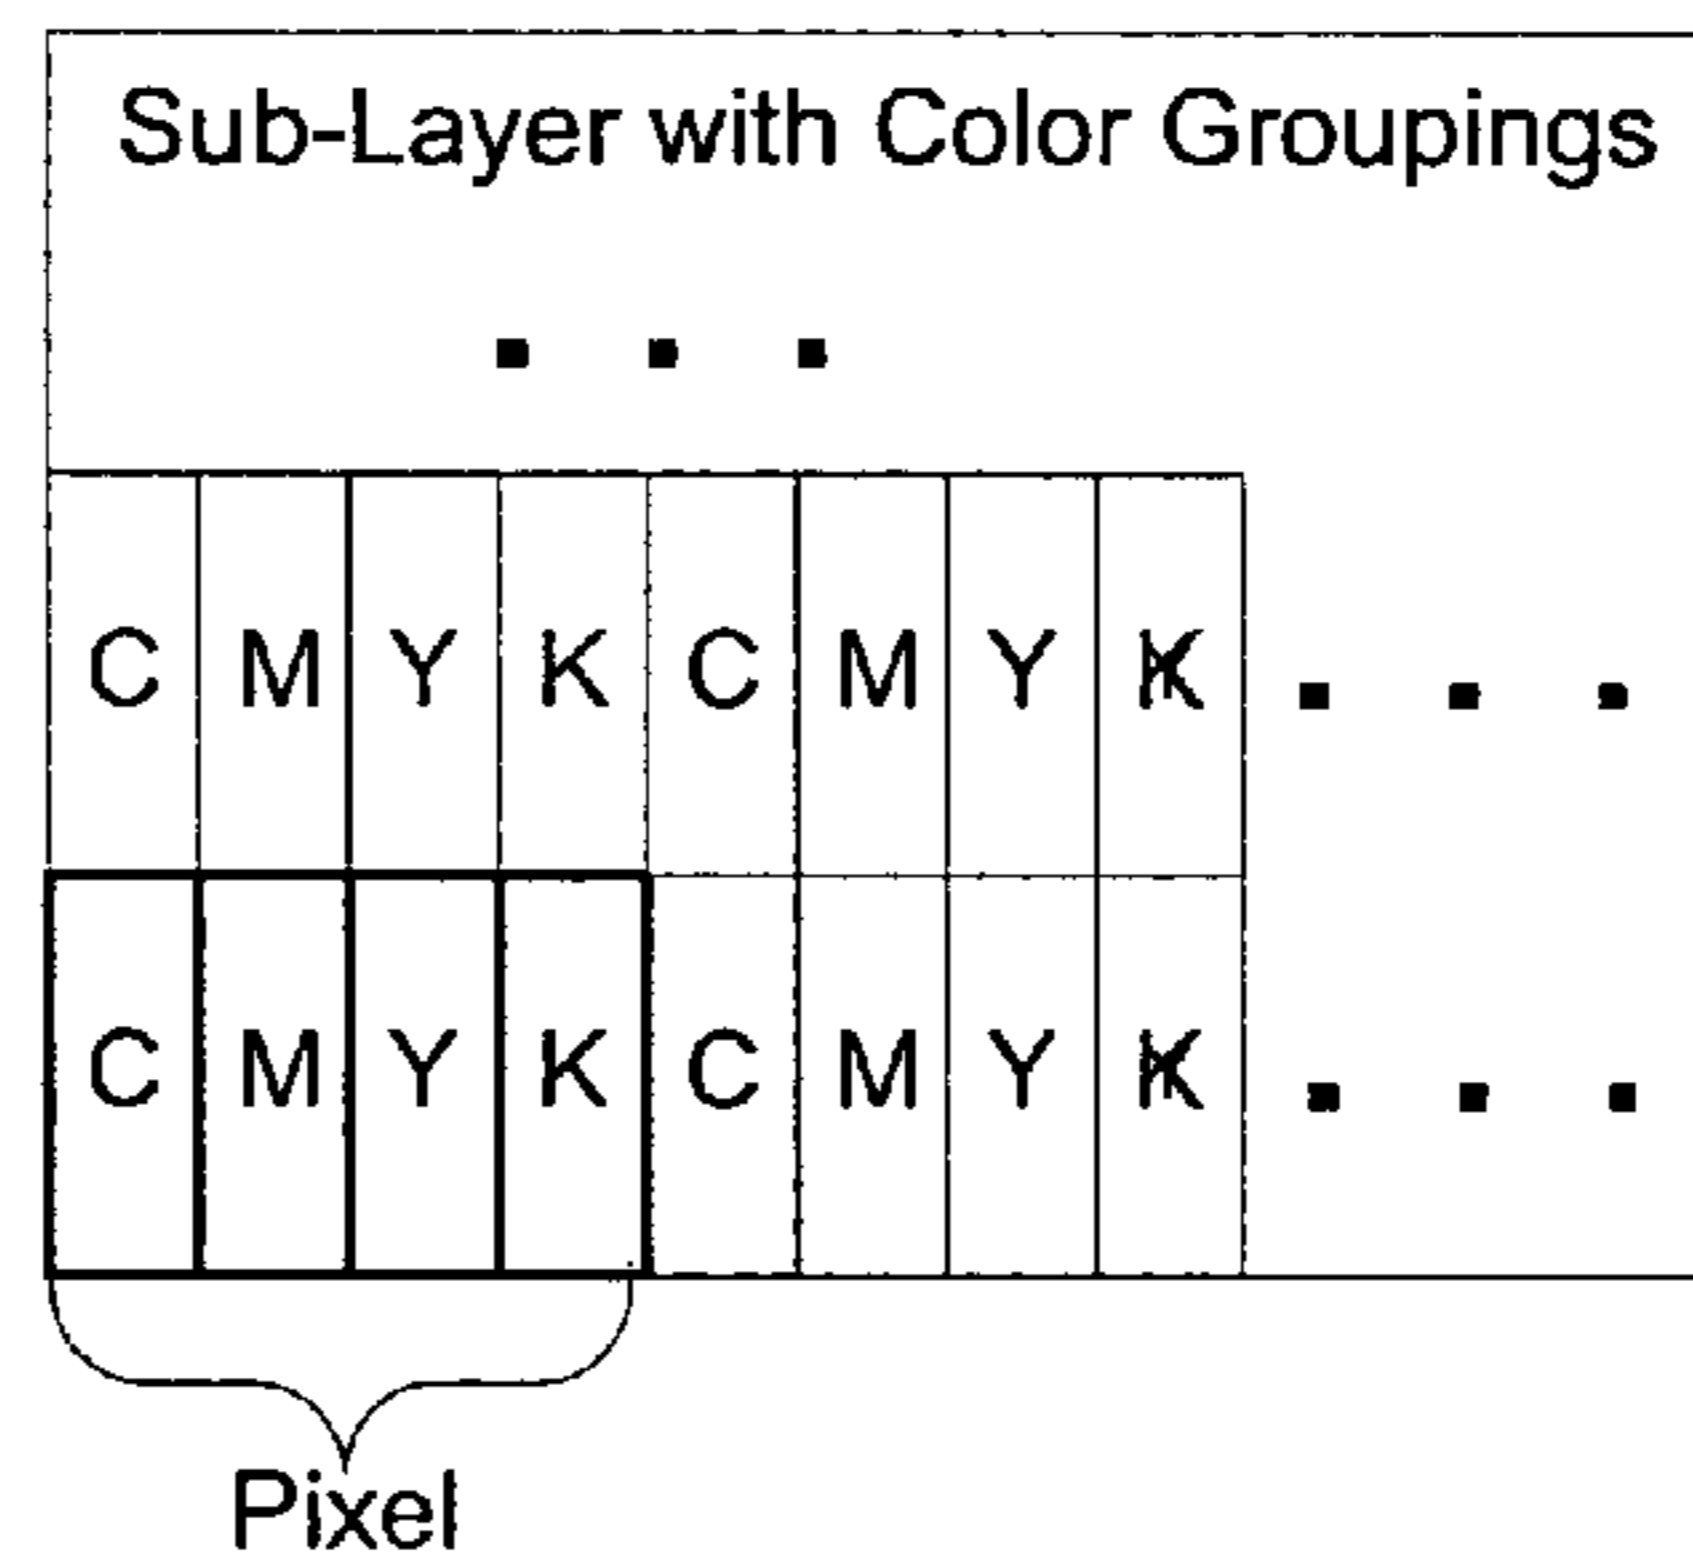 Sub-Layer with Color Groupings
. . .
C M Y K C M Y K . . .
C M Y K C M Y K . . .
Pixel